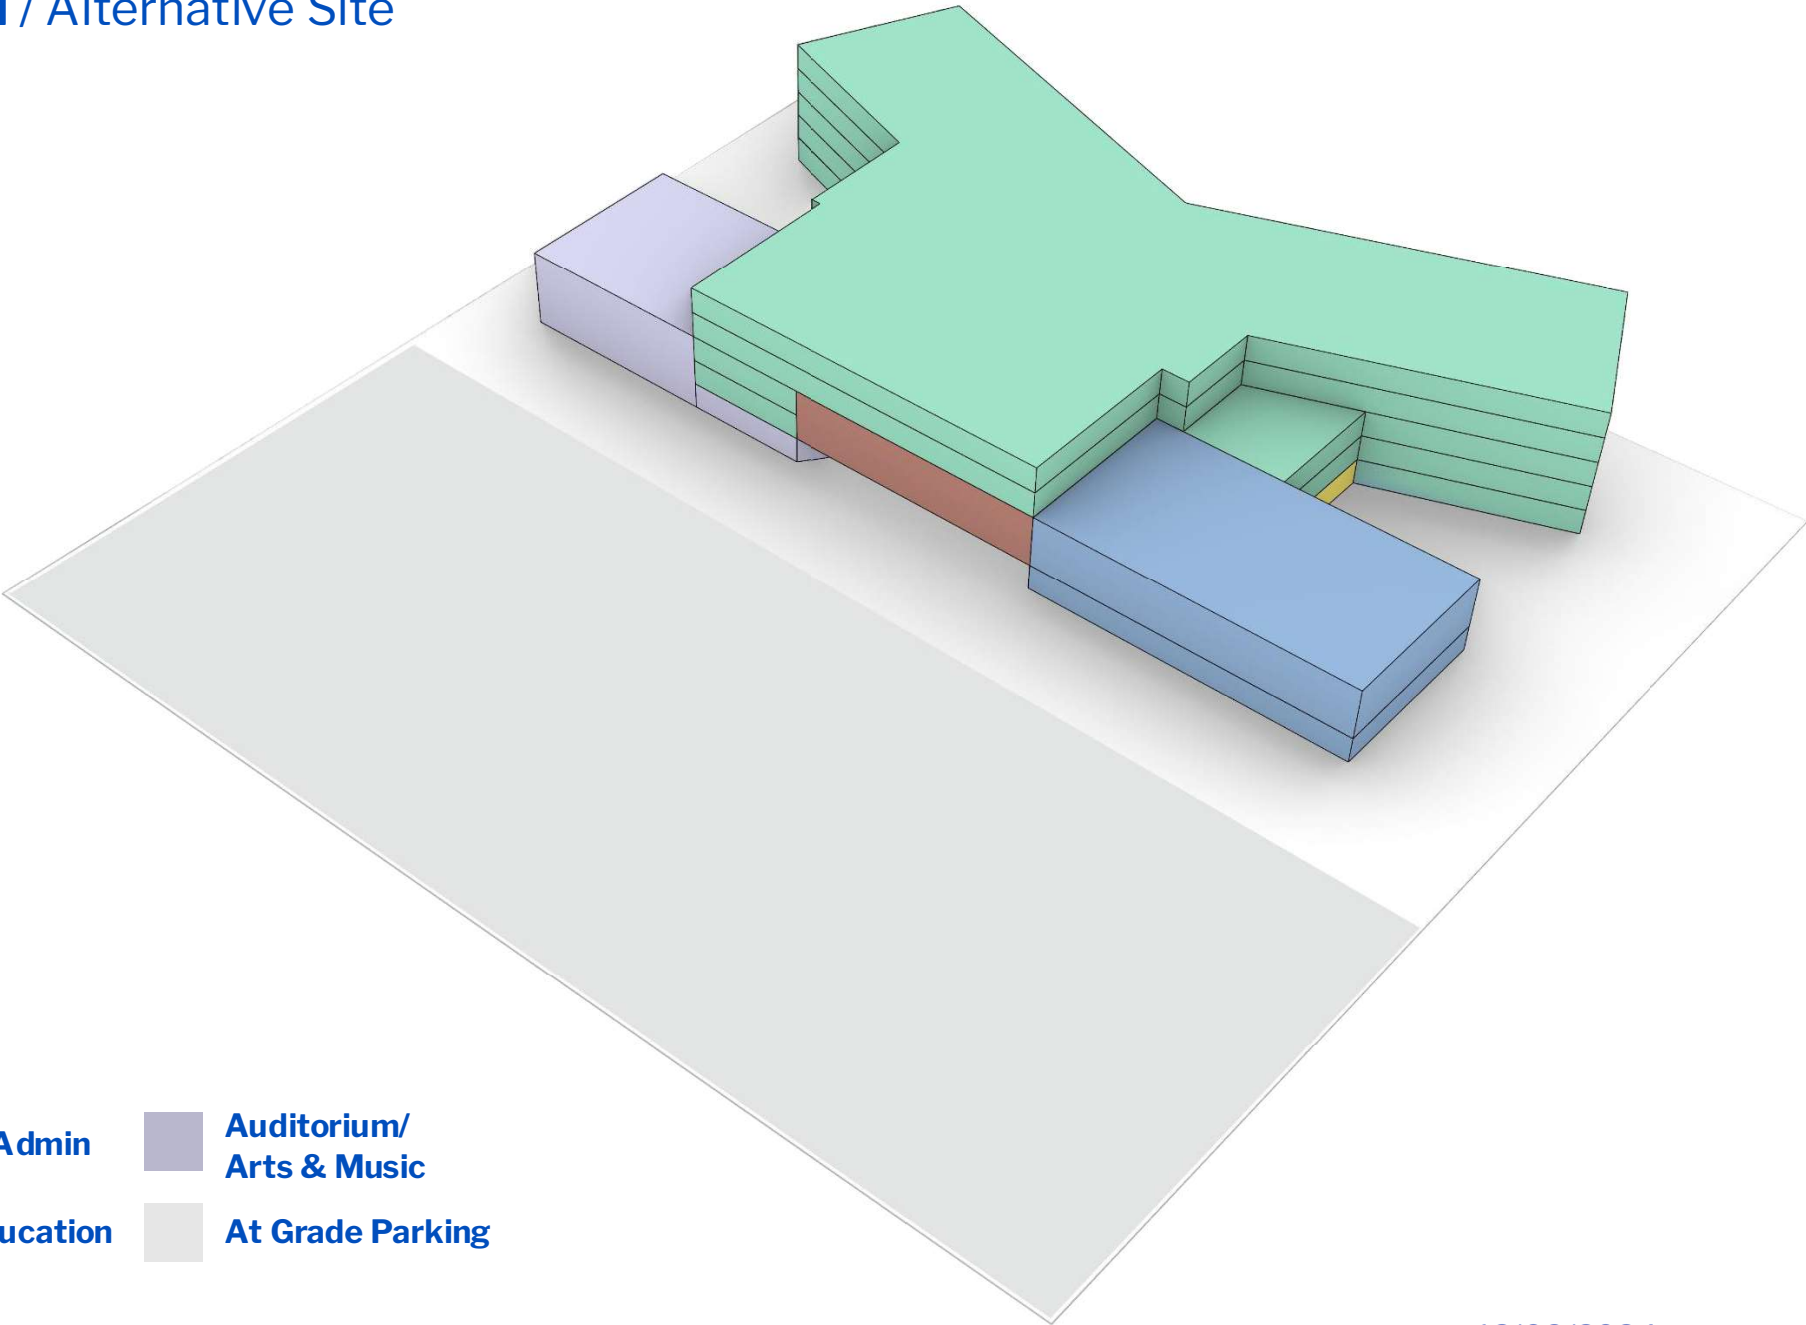 / Alternative Site
Admin
Auditorium/
Arts & Music
ucation
At Grade Parking